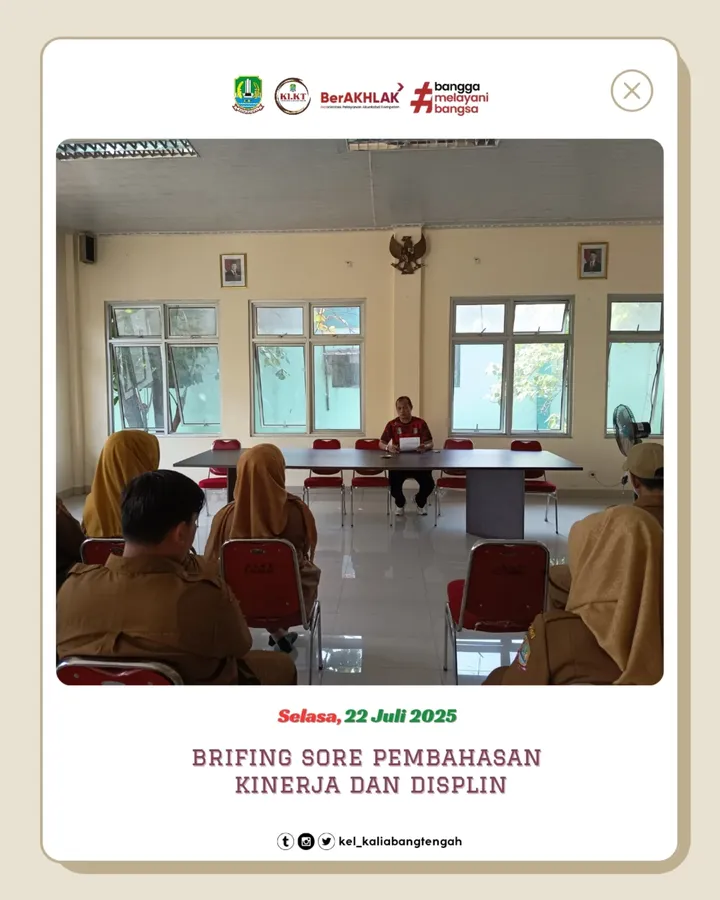 KLKT
BerAKHLAK
bangga
melayani
bangsa
Selasa, 22 Juli 2025
BRIFING SORE PEMBAHASAN
KINERJA DAN DISPLIN
kel_kaliabangtengah